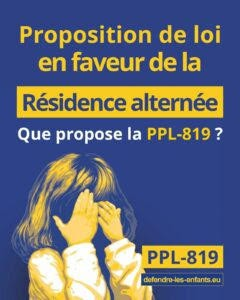 Proposition de loi
en faveur de la
Résidence alternée
Que propose la PPL-819 ?
PPL-819
defendre-les-enfants.eu